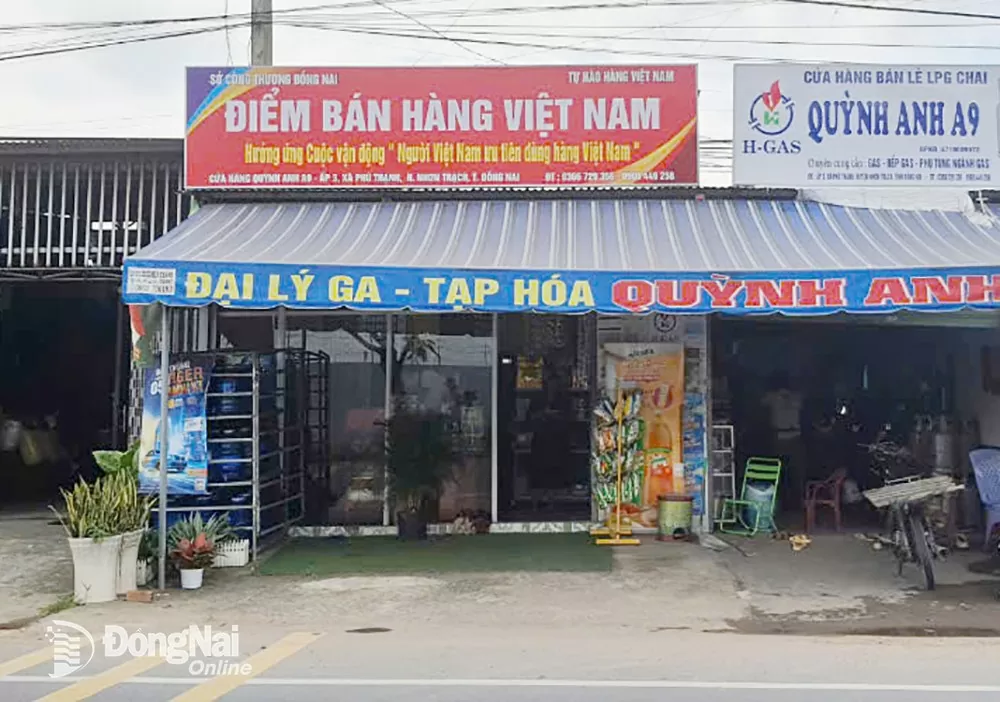 SỞ CÔNG THƯƠNG ĐỒNG NAI
TỰ HÀO HÀNG VIỆT NAM
ĐIỂM BÁN HÀNG VIỆT NAM
Hưởng ứng Cuộc vận động " Người Việt Nam ưu tiên dùng hàng Việt Nam "
CỬA HÀNG QUỲNH ANH A9 - ẤP 3, XÃ PHÚ THẠNH, H. NHƠN TRẠCH, T. ĐỒNG NAI
ĐT : 0366 729 356 - 0901 449 256
CỬA HÀNG BÁN LẺ LPG CHAI
QUỲNH ANH A9
H-GAS
Chuyên cung cấp : GAS - BẾP GAS - PHỤ TÙNG NGÀNH GAS
ĐẠI LÝ GA - TẠP HÓA QUỲNH ANH
H-GAS
ĐồngNai
Online